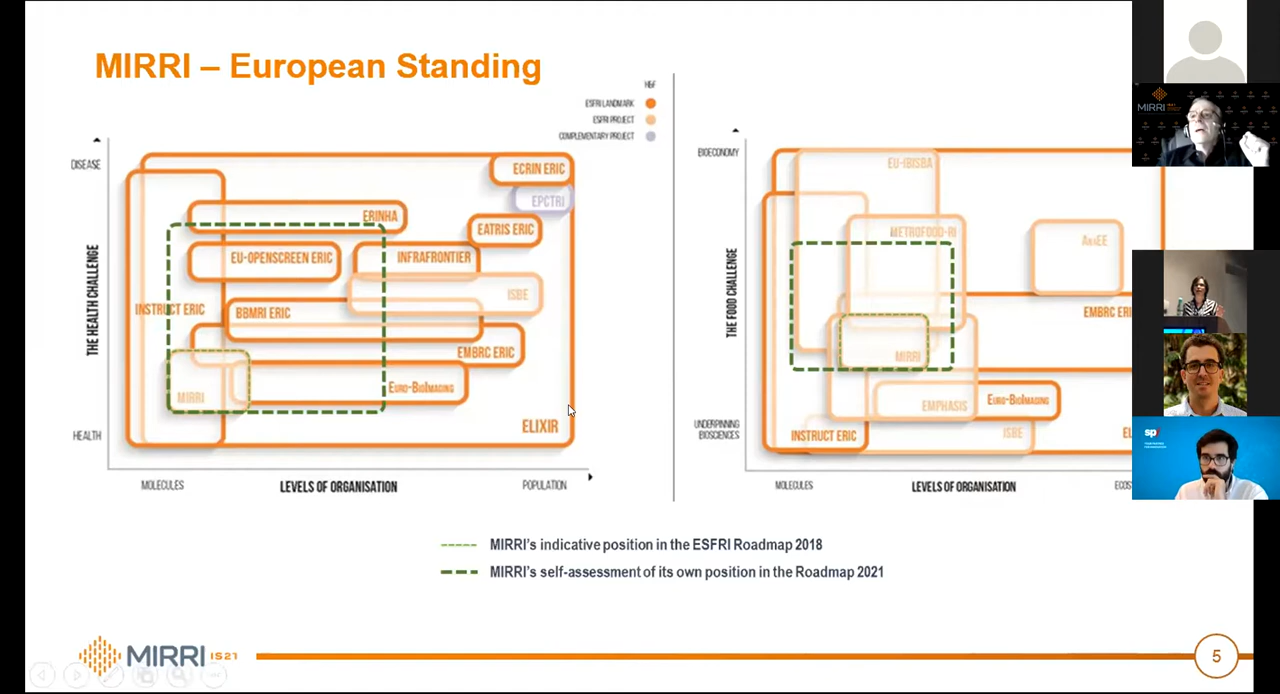 MIRRI – European Standing
H&F
ESFRI LANDMARK
ESFRI PROJECT
COMPLEMENTARY PROJECT
DISEASE
THE HEALTH CHALLENGE
HEALTH
ECRIN ERIC
EPCTRI
ERINHA
EATRIS ERIC
EU-OPENSCREEN ERIC
INFRAFRONTIER
ISBE
INSTRUCT ERIC
BBMRI ERIC
EMBRC ERIC
MIRRI
EURO-BIOIMAGING
ELIXIR
MOLECULES
LEVELS OF ORGANISATION
POPULATION
BIOECONOMY
THE FOOD CHALLENGE
UNDERPINNING
BIOSCIENCES
EU-IBISBA
METROFOOD-RI
ANAEE
EMBRC ERI
MIRRI
EMPHASIS
EURO-BIOIMAGING
INSTRUCT ERIC
ISBE
EL
MOLECULES
LEVELS OF ORGANISATION
ECOS
MIRRI's indicative position in the ESFRI Roadmap 2018
MIRRI's self-assessment of its own position in the Roadmap 2021
MIRRI IS21
5
MIRRI
sp